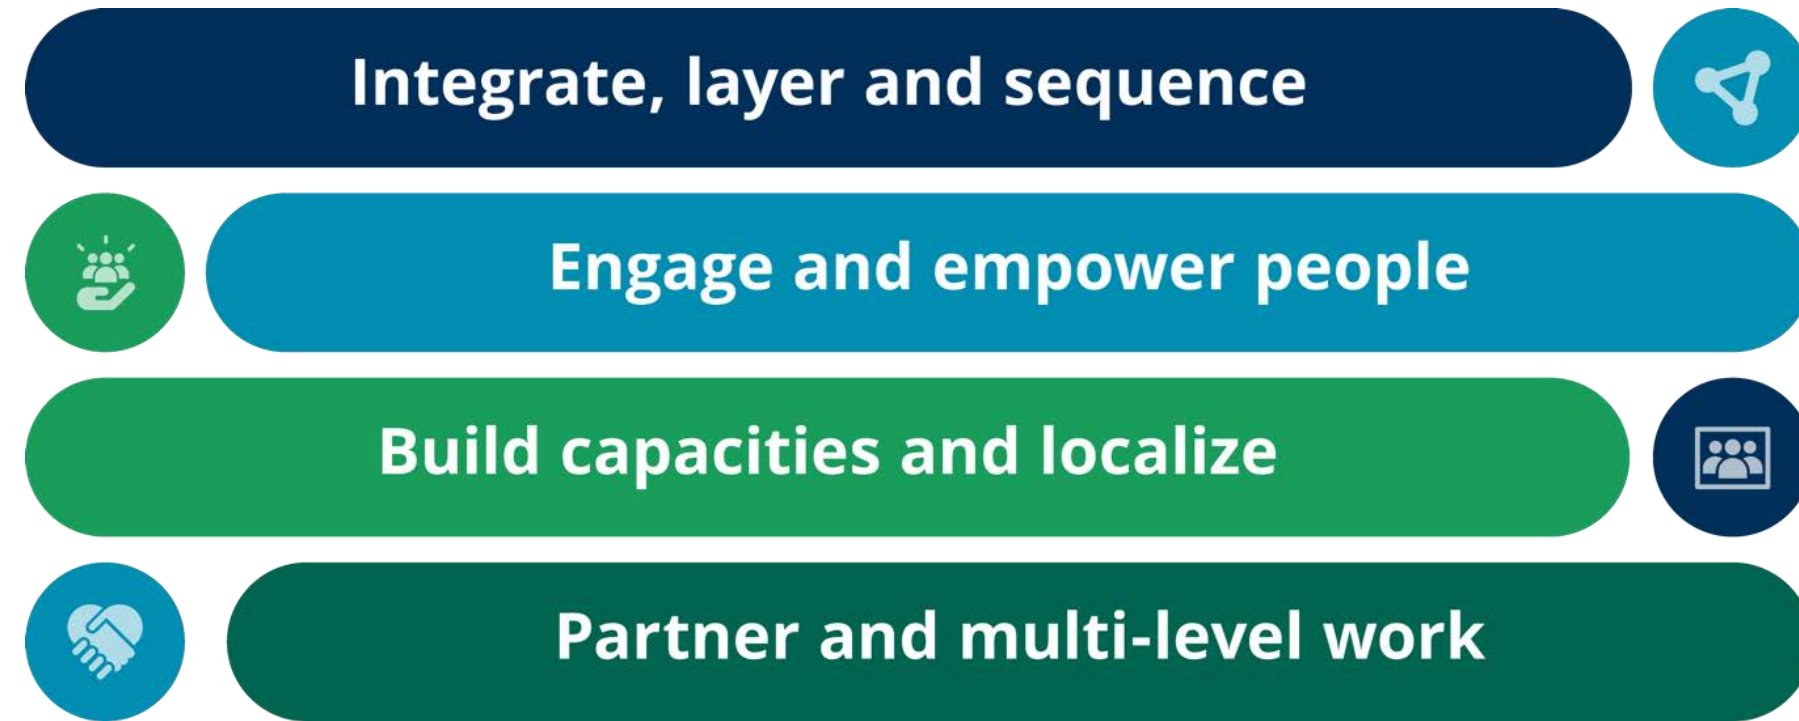 Integrate, layer and sequence
Engage and empower people
Build capacities and localize
Partner and multi-level work